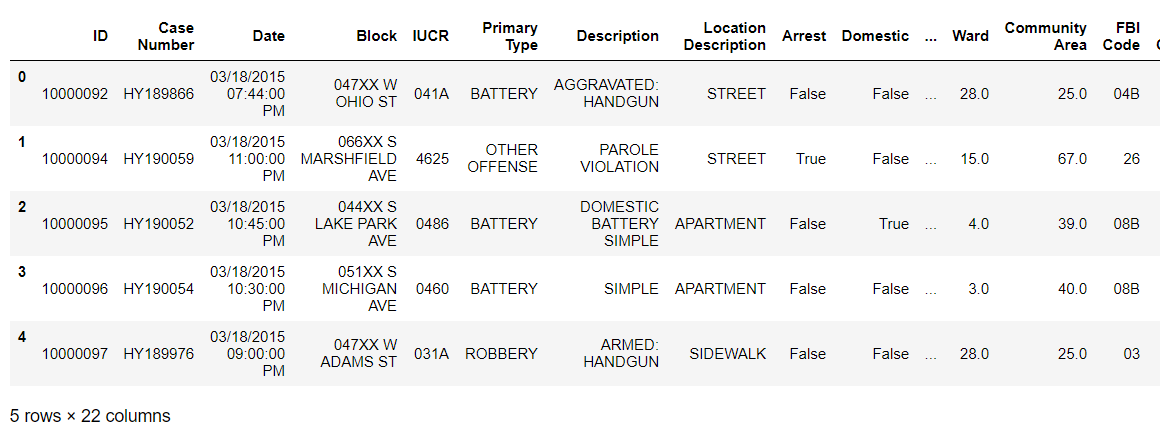 ID Case Number Date Block IUCR Primary Type Description Location Description Arrest Domestic ... Ward Community Area FBI Code
0 10000092 HY189866 03/18/2015 07:44:00 PM 047XX W OHIO ST 041A BATTERY AGGRAVATED: HANDGUN STREET False False ... 28.0 25.0 04B
1 10000094 HY190059 03/18/2015 11:00:00 PM 066XX S MARSHFIELD AVE 4625 OTHER OFFENSE PAROLE VIOLATION STREET True False ... 15.0 67.0 26
2 10000095 HY190052 03/18/2015 10:45:00 PM 044XX S LAKE PARK AVE 0486 BATTERY DOMESTIC BATTERY SIMPLE APARTMENT False True ... 4.0 39.0 08B
3 10000096 HY190054 03/18/2015 10:30:00 PM 051XX S MICHIGAN AVE 0460 BATTERY SIMPLE APARTMENT False False ... 3.0 40.0 08B
4 10000097 HY189976 03/18/2015 09:00:00 PM 047XX W ADAMS ST 031A ROBBERY ARMED: HANDGUN SIDEWALK False False ... 28.0 25.0 03
5 rows × 22 columns